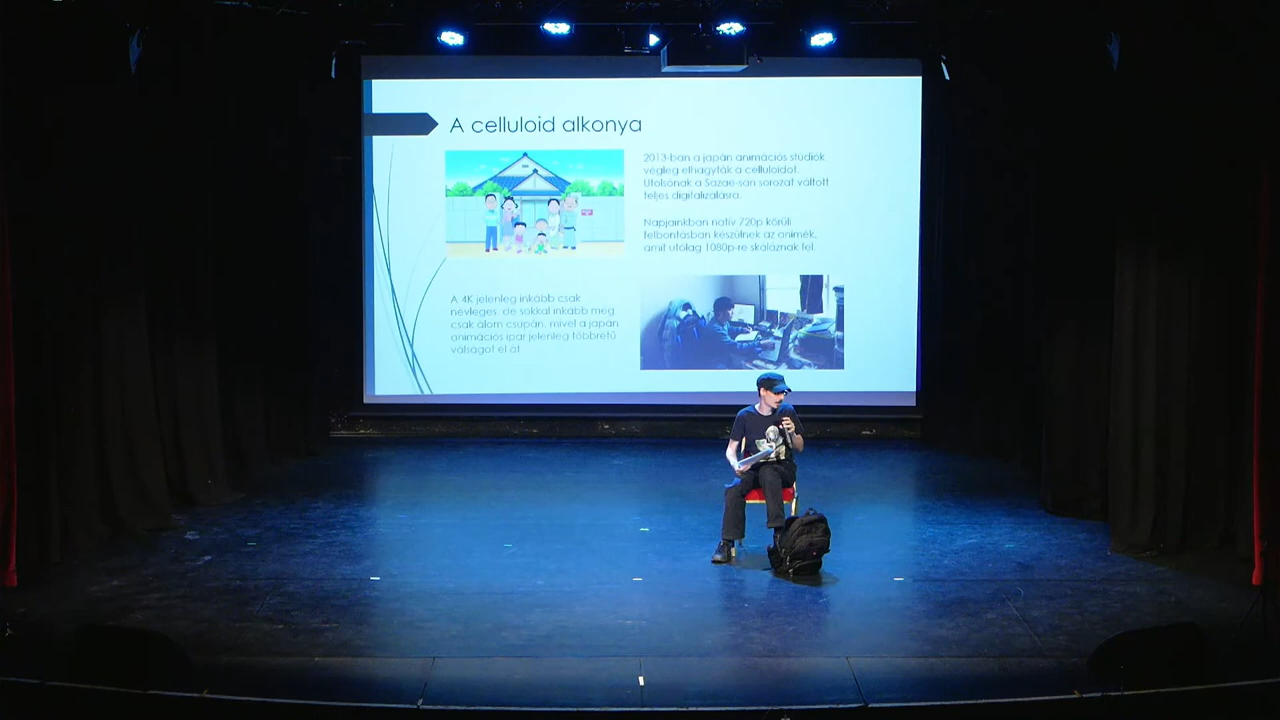 A celluloid alkonya
2013-ban a japán animációs stúdiók
végleg elhagyták a celluloidot.
Utolsónak a Sazae-san sorozat váltott
teljes digitalizálásra.
Napjainkban natív 720p körüli
felbontásban készülnek az animék,
amit utólag 1080p-re skáláznak fel.
A 4K jelenleg inkább csak
névleges, de sokkal inkább még
csak álom csupán, mivel a japán
animációs ipar jelenleg többrétű
válságot él át